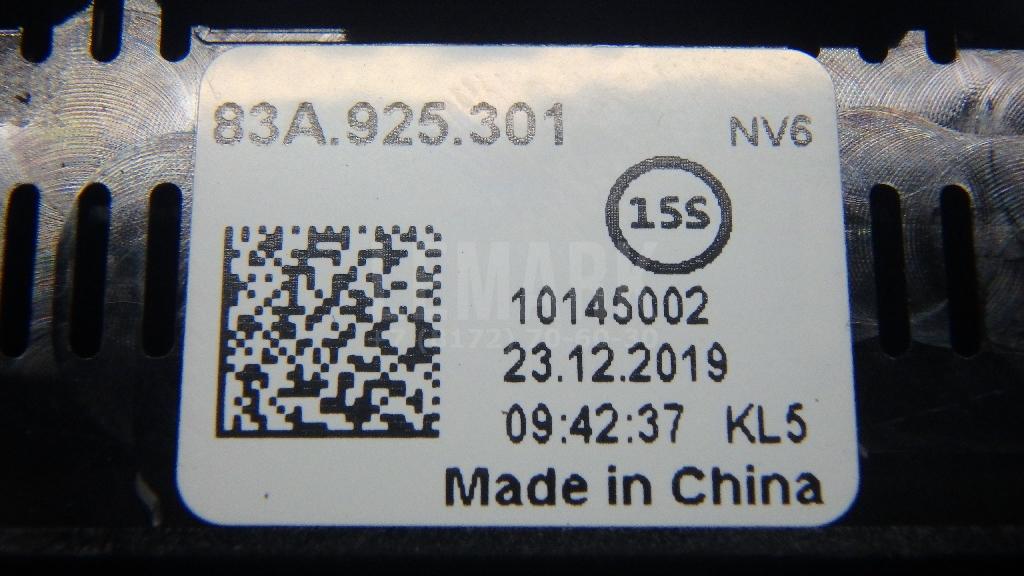 83A.925.301 NV6
15S
10145002
23.12.2019
09:42:37 KL5
Made in China